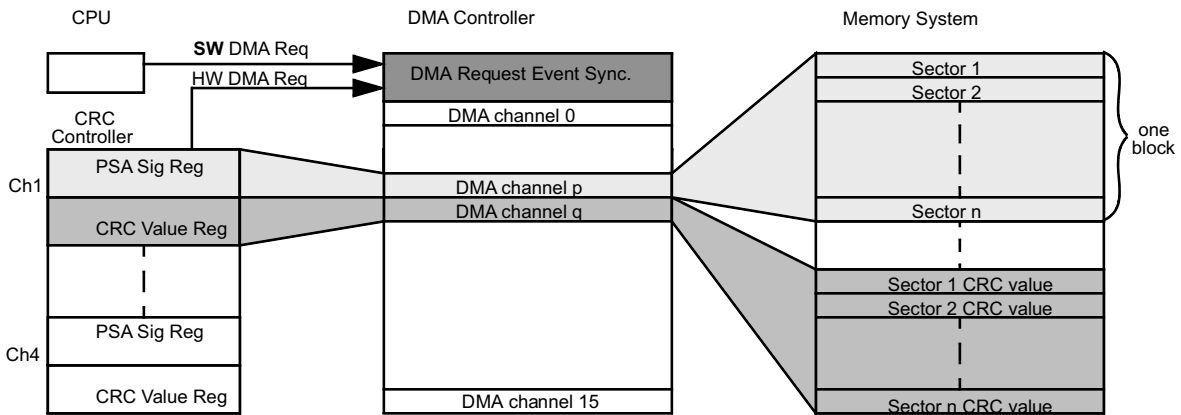 CPU
DMA Controller
Memory System
SW DMA Req
HW DMA Req
DMA Request Event Sync.
DMA channel 0
CRC
Controller
Ch1
PSA Sig Reg
CRC Value Reg
DMA channel p
DMA channel q
Ch4
PSA Sig Reg
CRC Value Reg
DMA channel 15
Sector 1
Sector 2
Sector n
one
block
Sector 1 CRC value
Sector 2 CRC value
Sector n CRC value